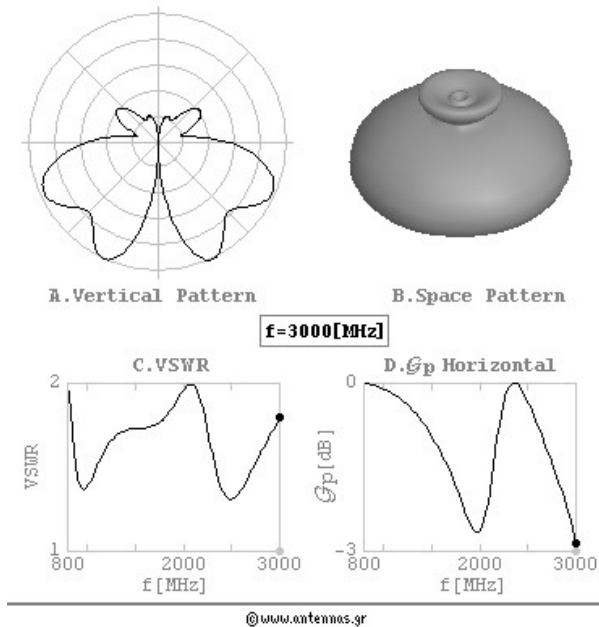 A.Vertical Pattern
B.Space Pattern
f=3000[MHz]
C.VSWR
D.𝒢p Horizontal
2
VSWR
1
800
2000
3000
f[MHz]
0
𝒢p[dB]
-3
800
2000
3000
f[MHz]
©www.antennas.gr